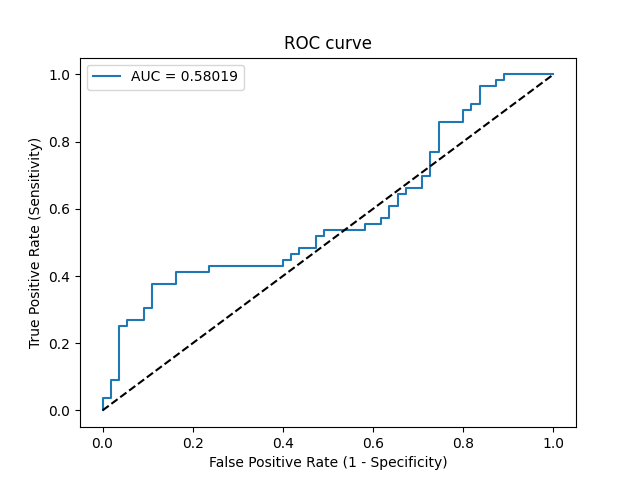 ROC curve
AUC = 0.58019
True Positive Rate (Sensitivity)
1.0
0.8
0.6
0.4
0.2
0.0
0.0 0.2 0.4 0.6 0.8 1.0
False Positive Rate (1 - Specificity)